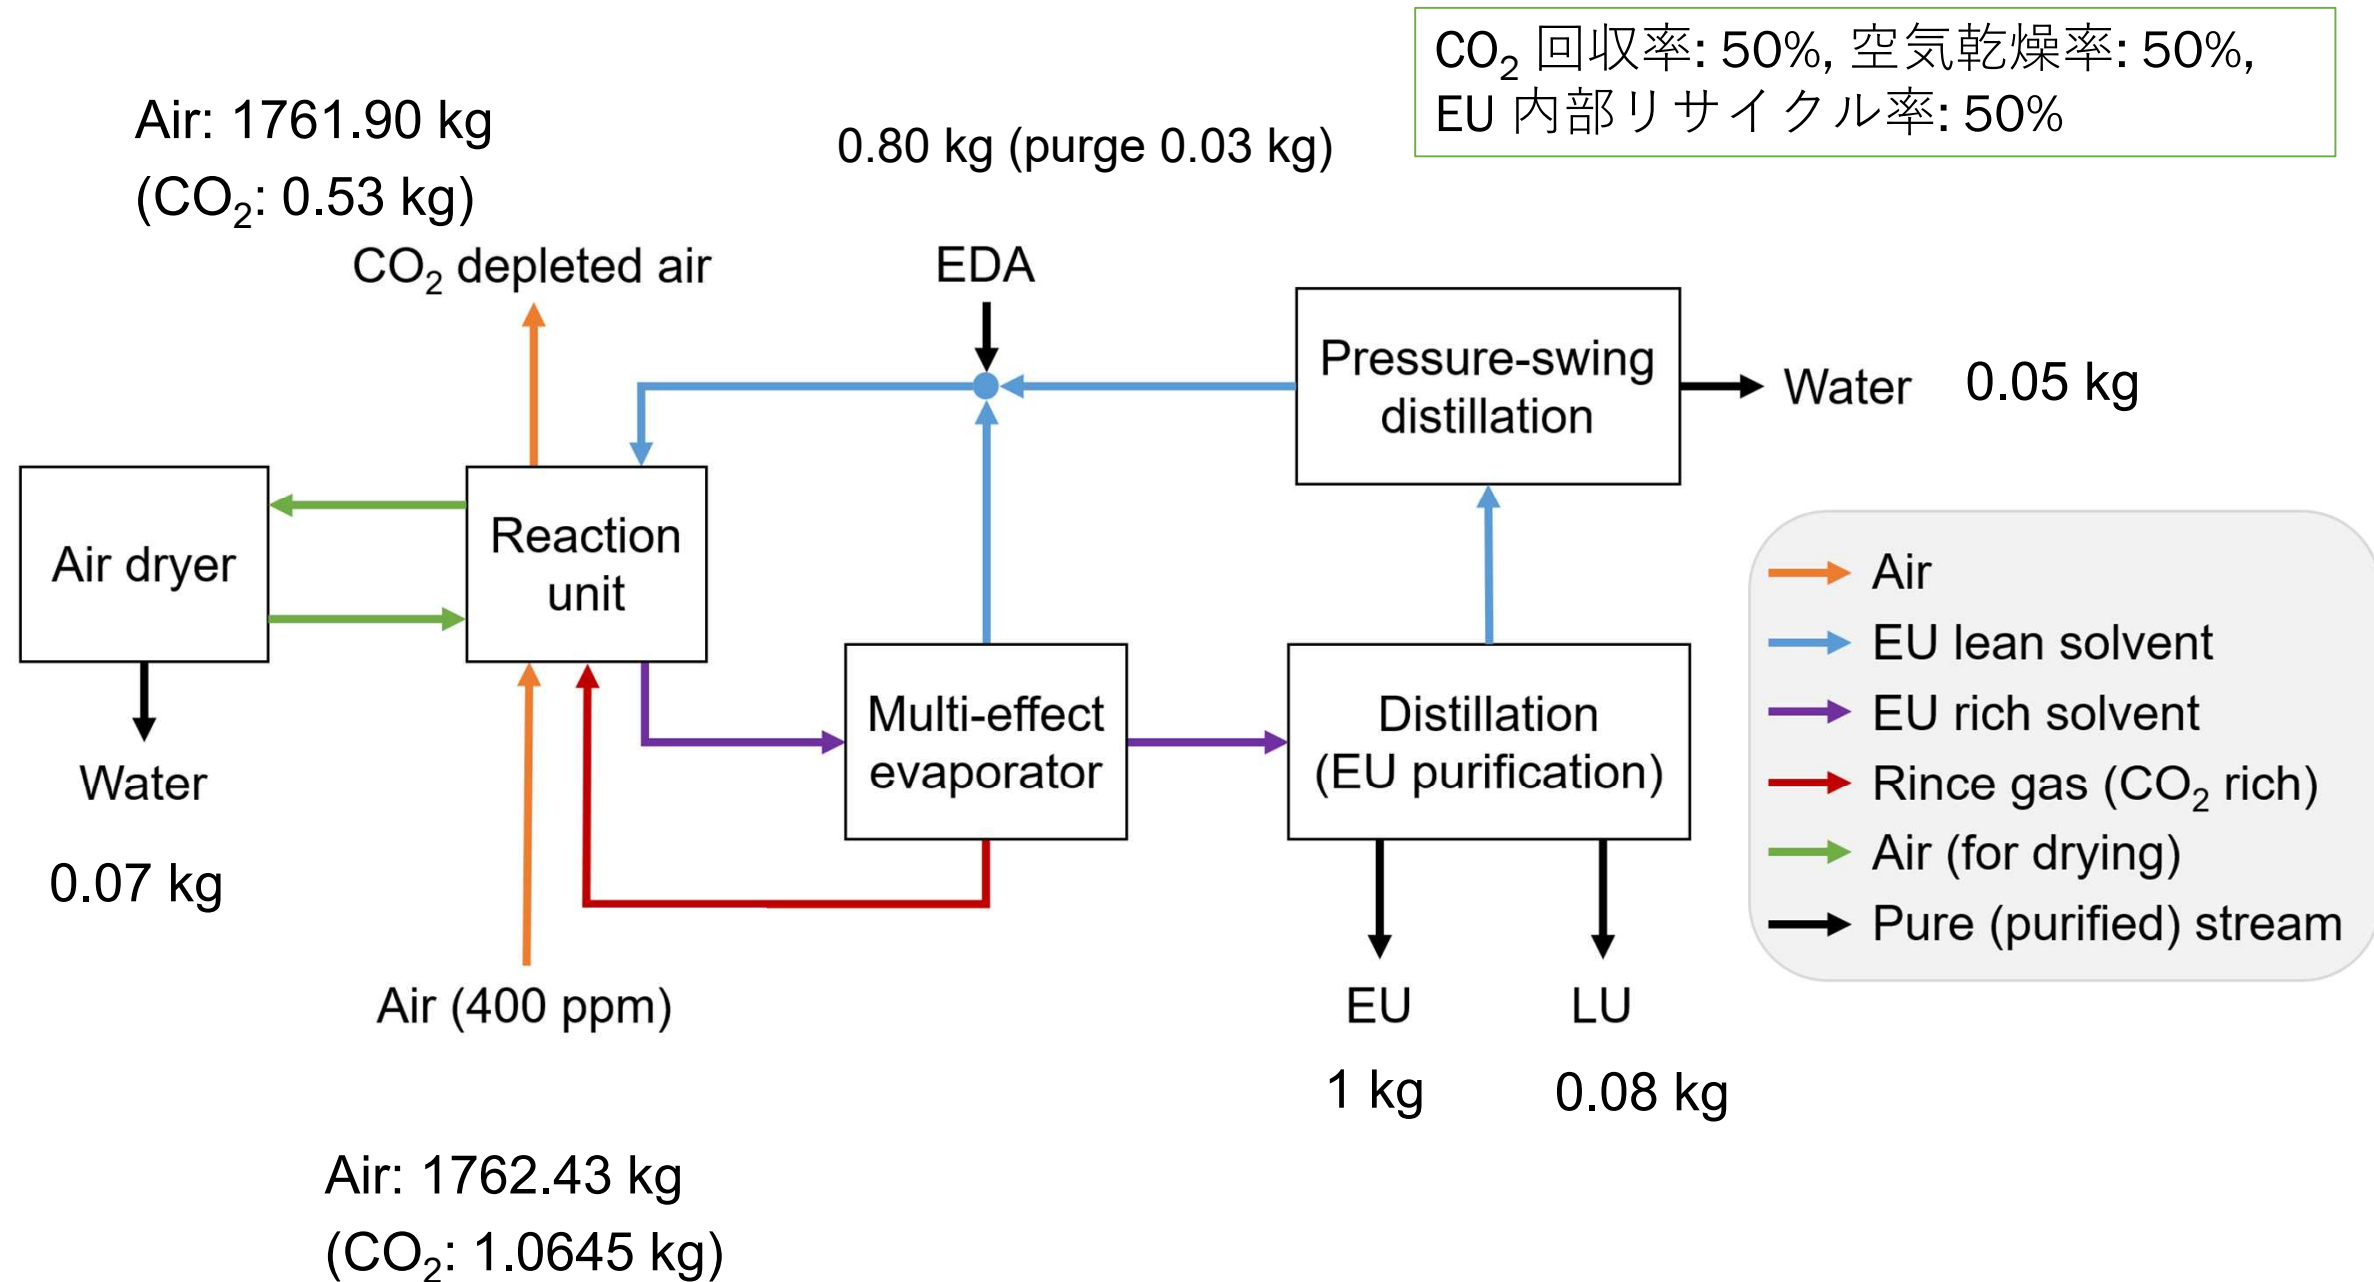 CO₂ 回収率: 50%, 空気乾燥率: 50%,
EU 内部リサイクル率: 50%
Air: 1761.90 kg
(CO₂: 0.53 kg)
0.80 kg (purge 0.03 kg)
CO₂ depleted air
EDA
Pressure-swing
distillation
Water
0.05 kg
Air dryer
Reaction
unit
Multi-effect
evaporator
Distillation
(EU purification)
Water
0.07 kg
Air (400 ppm)
EU
LU
1 kg
0.08 kg
Air: 1762.43 kg
(CO₂: 1.0645 kg)
Air
EU lean solvent
EU rich solvent
Rince gas (CO₂ rich)
Air (for drying)
Pure (purified) stream